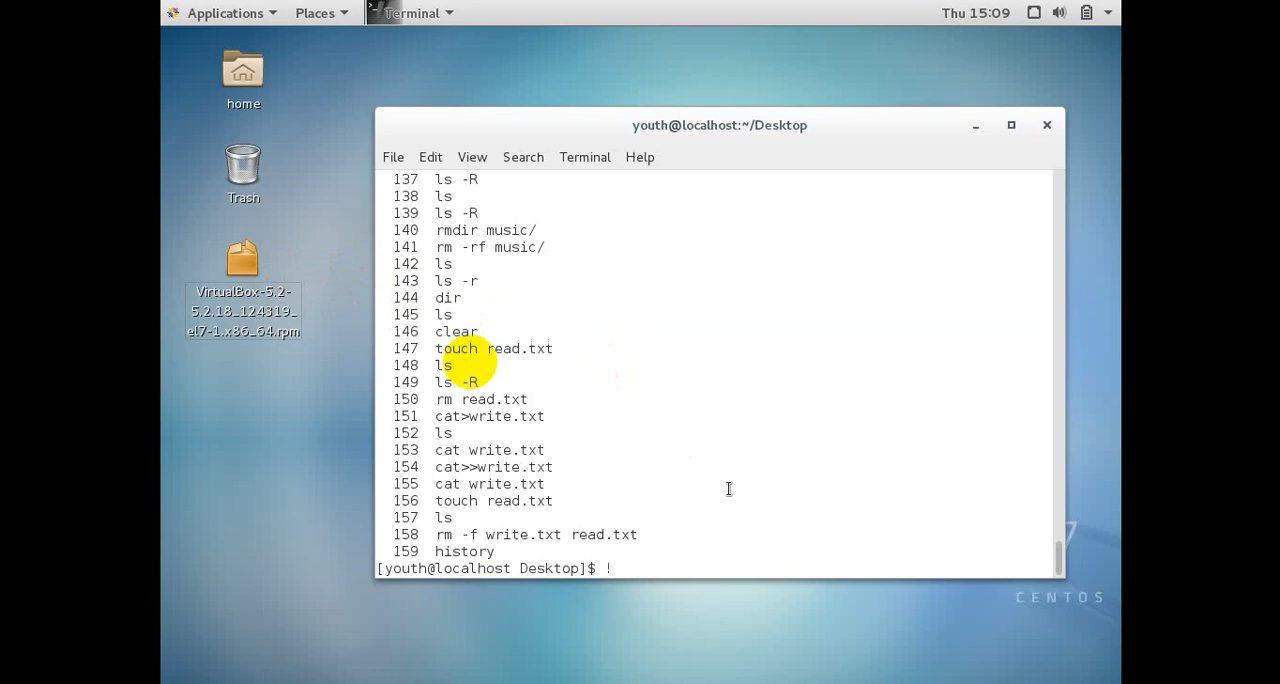 Applications Places Terminal Thu 15:09
home
Trash
VirtualBox-5.2-
5.2.18_124319_
el7-1.x86_64.rpm
youth@localhost:~/Desktop
File Edit View Search Terminal Help
137 ls -R
138 ls
139 ls -R
140 rmdir music/
141 rm -rf music/
142 ls
143 ls -r
144 dir
145 ls
146 clear
147 touch read.txt
148 ls
149 ls -R
150 rm read.txt
151 cat>write.txt
152 ls
153 cat write.txt
154 cat>>write.txt
155 cat write.txt
156 touch read.txt
157 ls
158 rm -f write.txt read.txt
159 history
[youth@localhost Desktop]$ !
7
CENTOS